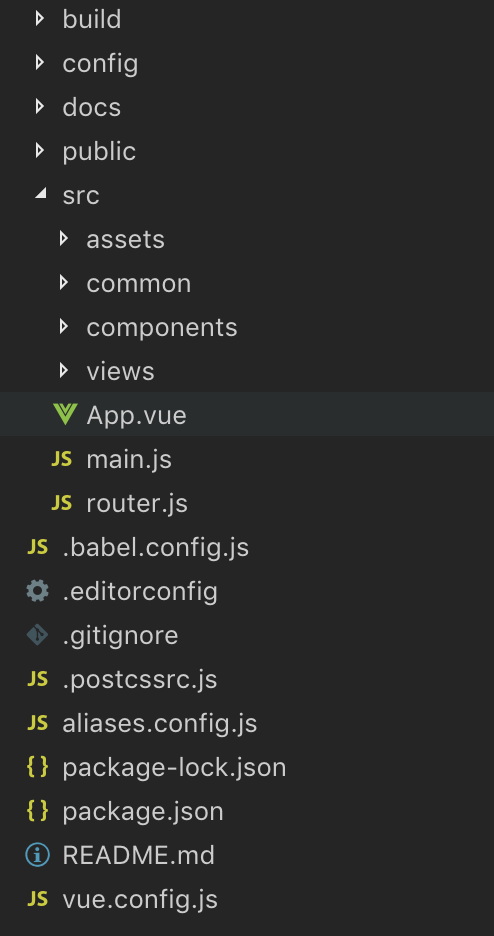 build
config
docs
public
src
assets
common
components
views
App.vue
JS main.js
JS router.js
JS .babel.config.js
.editorconfig
.gitignore
JS .postcssrc.js
JS aliases.config.js
{ } package-lock.json
{ } package.json
README.md
JS vue.config.js